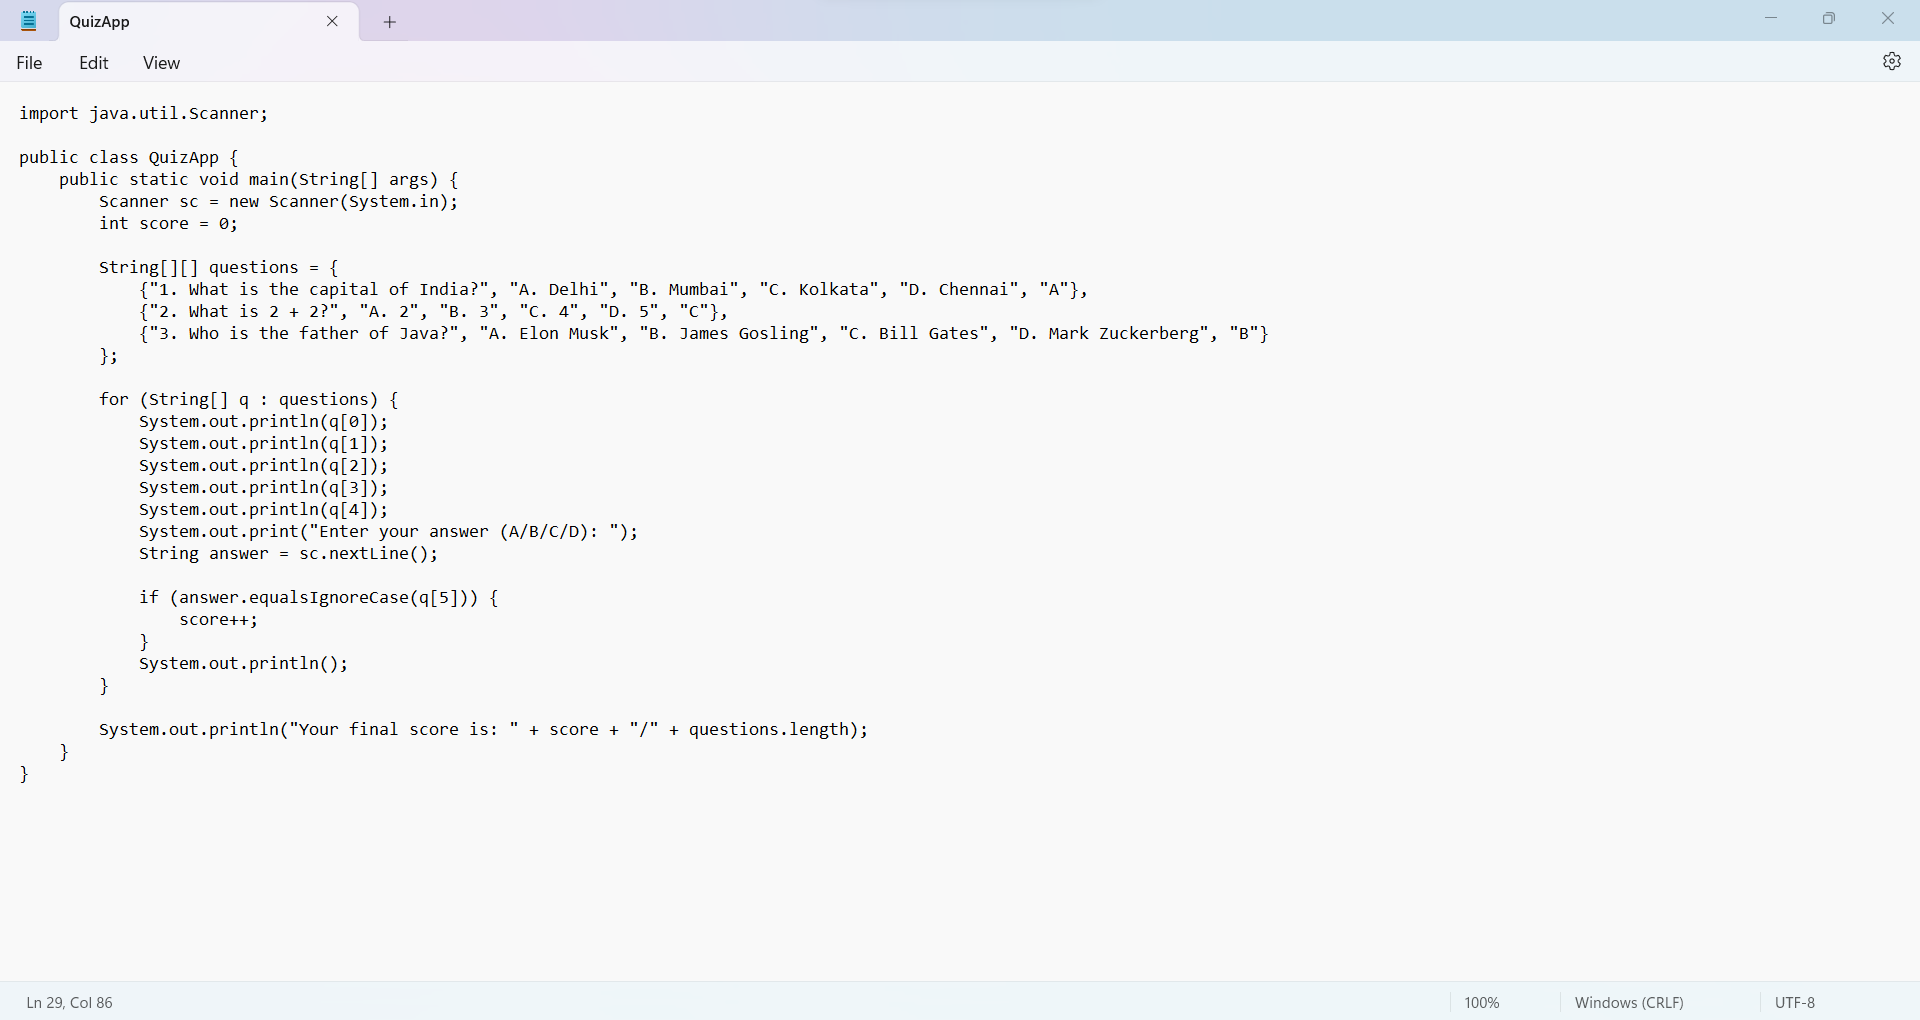 QuizApp
File Edit View
import java.util.Scanner;
public class QuizApp {
    public static void main(String[] args) {
        Scanner sc = new Scanner(System.in);
        int score = 0;
        String[][] questions = {
            {"1. What is the capital of India?", "A. Delhi", "B. Mumbai", "C. Kolkata", "D. Chennai", "A"},
            {"2. What is 2 + 2?", "A. 2", "B. 3", "C. 4", "D. 5", "C"},
            {"3. Who is the father of Java?", "A. Elon Musk", "B. James Gosling", "C. Bill Gates", "D. Mark Zuckerberg", "B"}
        };
        for (String[] q : questions) {
            System.out.println(q[0]);
            System.out.println(q[1]);
            System.out.println(q[2]);
            System.out.println(q[3]);
            System.out.println(q[4]);
            System.out.print("Enter your answer (A/B/C/D): ");
            String answer = sc.nextLine();
            if (answer.equalsIgnoreCase(q[5])) {
                score++;
            }
            System.out.println();
        }
        System.out.println("Your final score is: " + score + "/" + questions.length);
    }
}
Ln 29, Col 86 100% Windows (CRLF) UTF-8